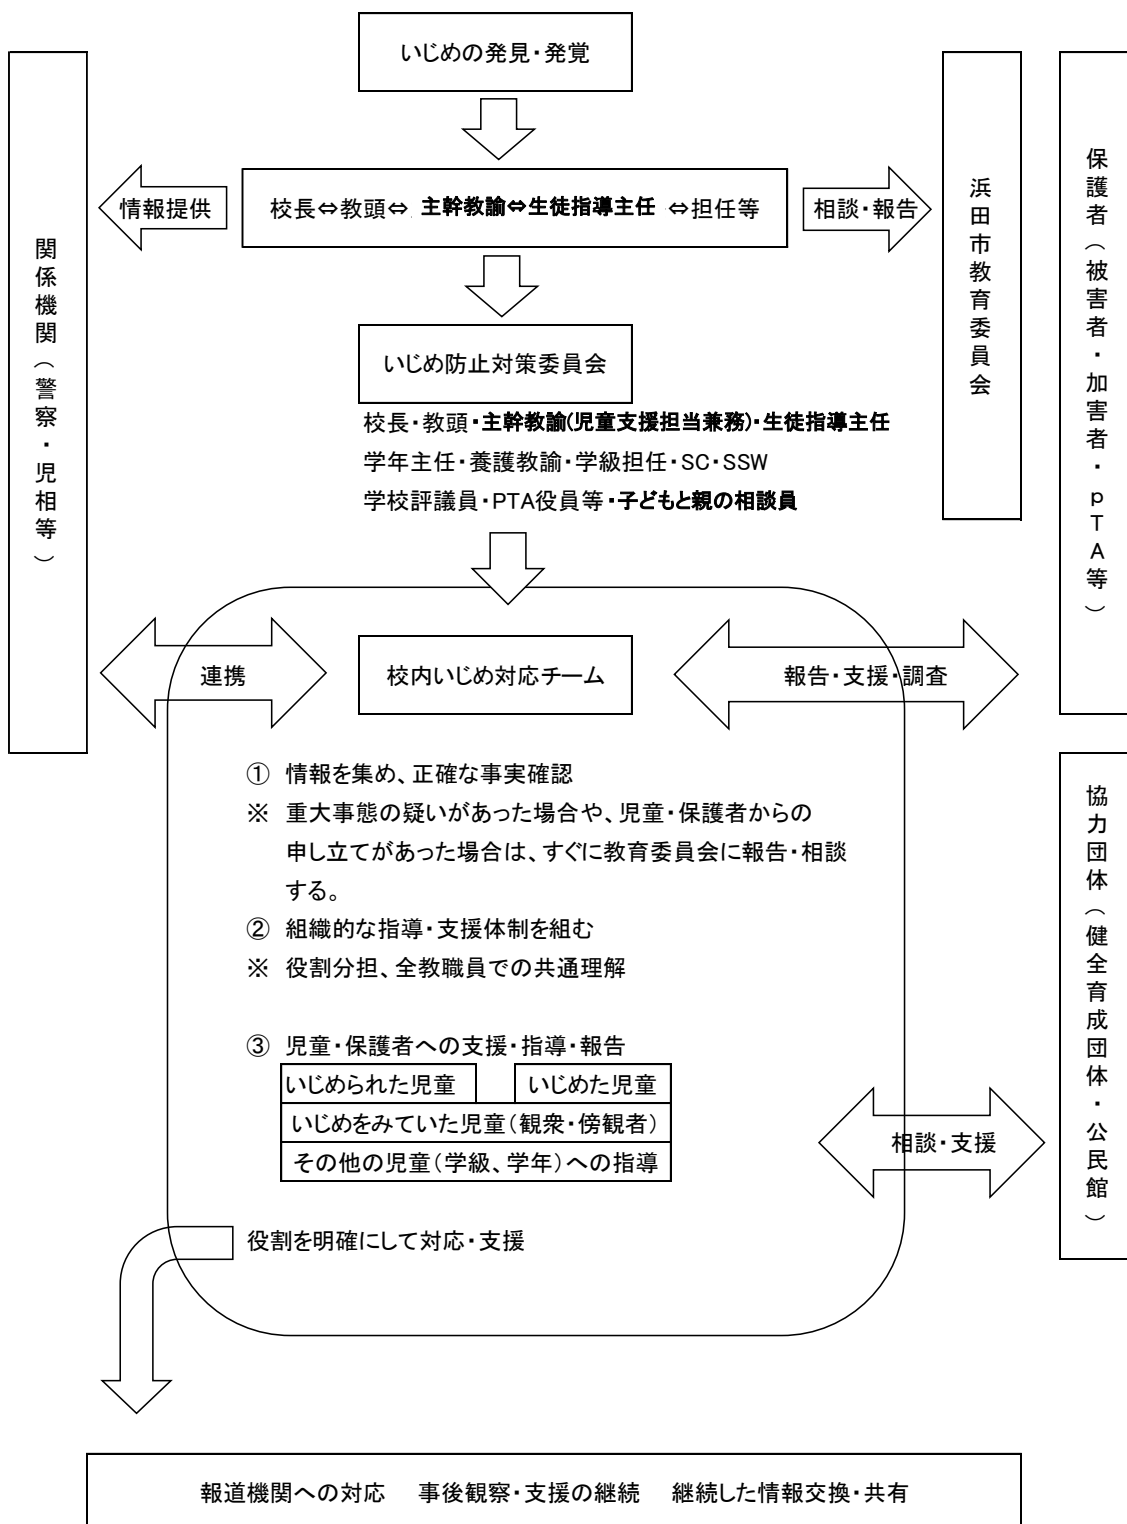 いじめの発見・発覚
情報提供
校長⇔教頭⇔ 主幹教諭⇔生徒指導主任 ⇔担任等
相談・報告
関係機関（警察・児相等）
浜田市教育委員会
保護者（被害者・加害者・pTA等）
いじめ防止対策委員会
校長・教頭・主幹教諭(児童支援担当兼務)・生徒指導主任
学年主任・養護教諭・学級担任・SC・SSW
学校評議員・PTA役員等・子どもと親の相談員
連携
校内いじめ対応チーム
報告・支援・調査
① 情報を集め、正確な事実確認
※ 重大事態の疑いがあった場合や、児童・保護者からの
申し立てがあった場合は、すぐに教育委員会に報告・相談
する。
② 組織的な指導・支援体制を組む
※ 役割分担、全教職員での共通理解
③ 児童・保護者への支援・指導・報告
いじめられた児童 いじめた児童
いじめをみていた児童（観衆・傍観者）
その他の児童（学級、学年）への指導
相談・支援
協力団体（健全育成団体・公民館）
役割を明確にして対応・支援
報道機関への対応 事後観察・支援の継続 継続した情報交換・共有